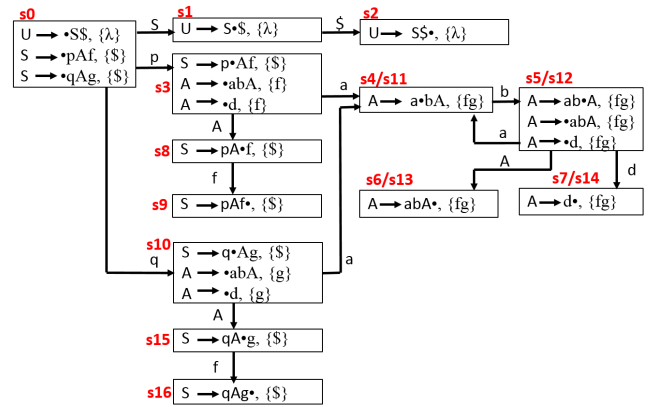 s0
U → •S$, {λ}
S → •pAf, {$}
S → •qAg, {$}
S
s1
U → S•$, {λ}
$
s2
U → S$•, {λ}
p
s3
S → p•Af, {$}
A → •abA, {f}
A → •d, {f}
a
s4/s11
A → a•bA, {fg}
b
s5/s12
A → ab•A, {fg}
A → •abA, {fg}
A → •d, {fg}
a
A
s8
S → pA•f, {$}
A
s6/s13
A → abA•, {fg}
d
s7/s14
A → d•, {fg}
f
s9
S → pAf•, {$}
q
s10
S → q•Ag, {$}
A → •abA, {g}
A → •d, {g}
a
A
s15
S → qA•g, {$}
f
s16
S → qAg•, {$}